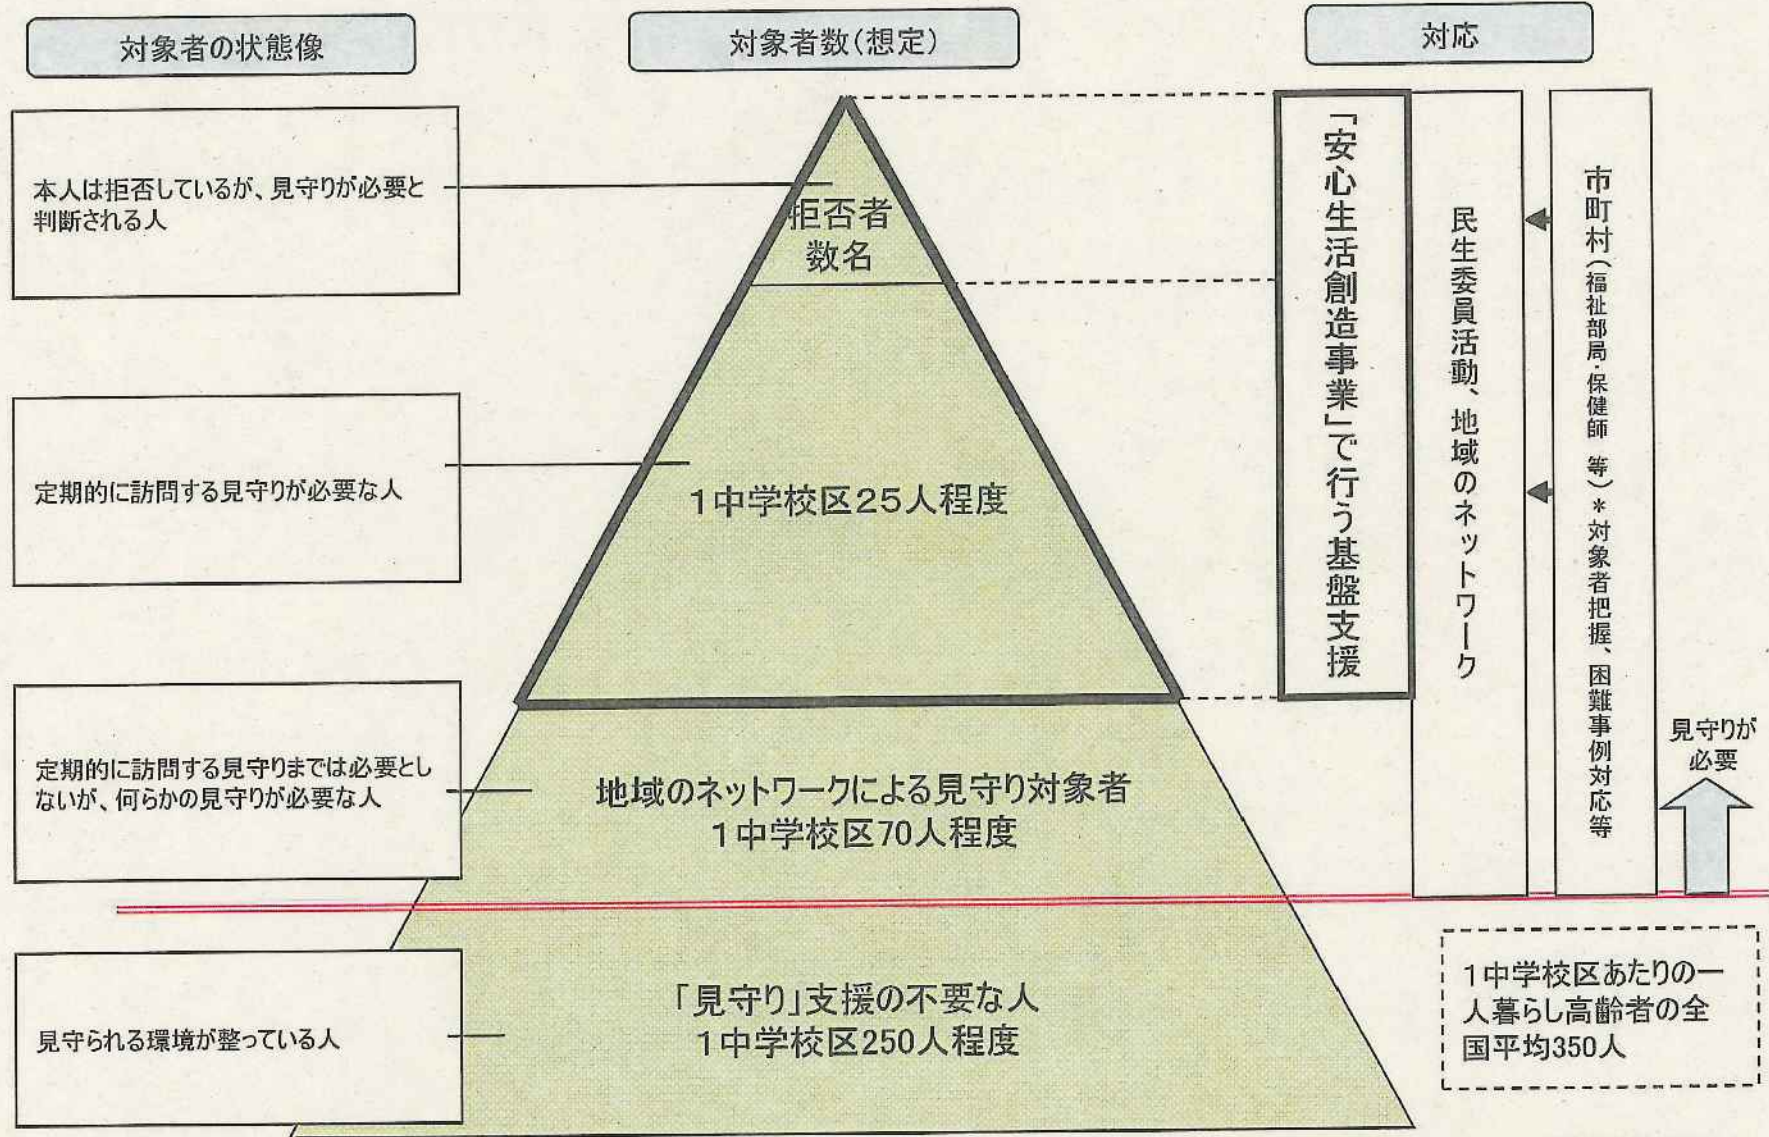 対象者の状態像
対象者数(想定)
対応
本人は拒否しているが、見守りが必要と
判断される人
定期的に訪問する見守りが必要な人
定期的に訪問する見守りまでは必要とし
ないが、何らかの見守りが必要な人
見守られる環境が整っている人
拒否者
数名
1中学校区25人程度
地域のネットワークによる見守り対象者
1中学校区70人程度
「見守り」支援の不要な人
1中学校区250人程度
「安心生活創造事業」で行う基盤支援
民生委員活動、地域のネットワーク
市町村(福祉部局・保健師 等)*対象者把握、困難事例対応等
見守りが
必要
1中学校区あたりの一
人暮らし高齢者の全
国平均350人